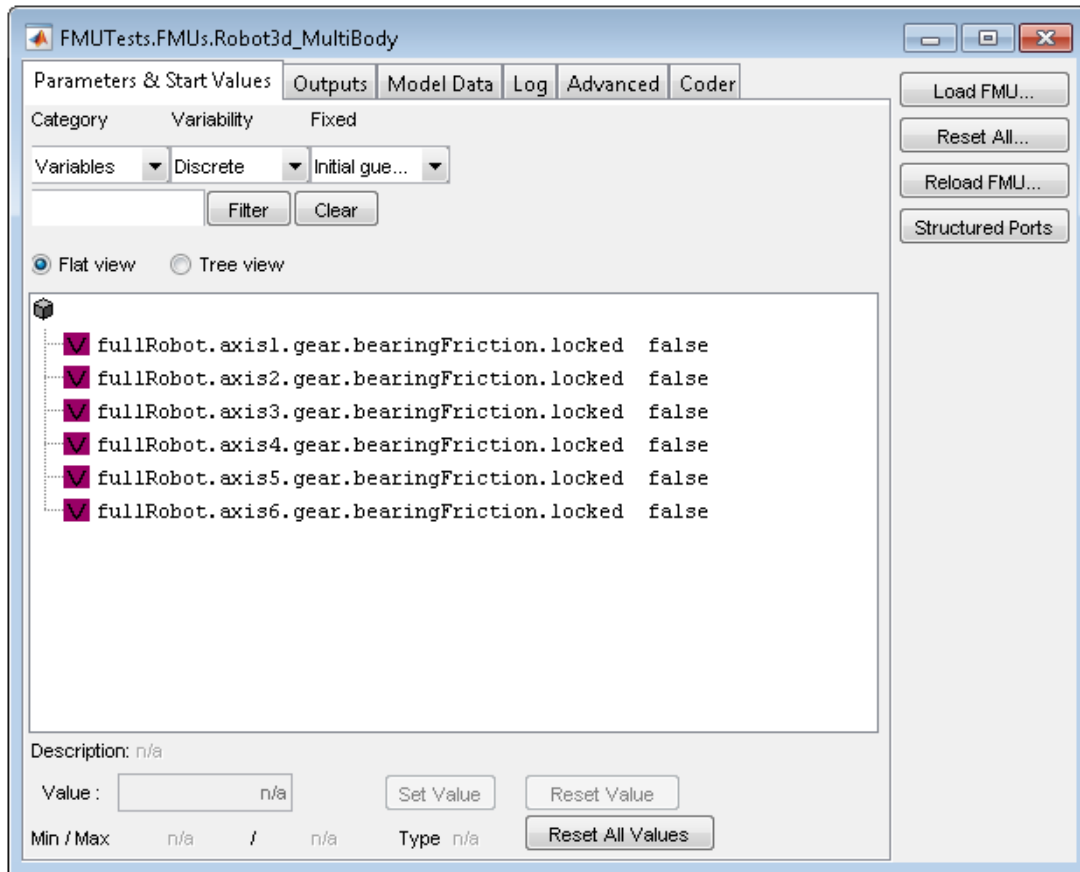 FMUTests.FMUs.Robot3d_MultiBody
Parameters & Start Values Outputs Model Data Log Advanced Coder
Load FMU...
Category Variability Fixed
Reset All...
Variables Discrete Initial gue...
Reload FMU...
Filter Clear
Structured Ports
Flat view Tree view
V fullRobot.axis1.gear.bearingFriction.locked false
V fullRobot.axis2.gear.bearingFriction.locked false
V fullRobot.axis3.gear.bearingFriction.locked false
V fullRobot.axis4.gear.bearingFriction.locked false
V fullRobot.axis5.gear.bearingFriction.locked false
V fullRobot.axis6.gear.bearingFriction.locked false
Description: n/a
Value : n/a Set Value Reset Value
Min / Max n/a / n/a Type n/a Reset All Values